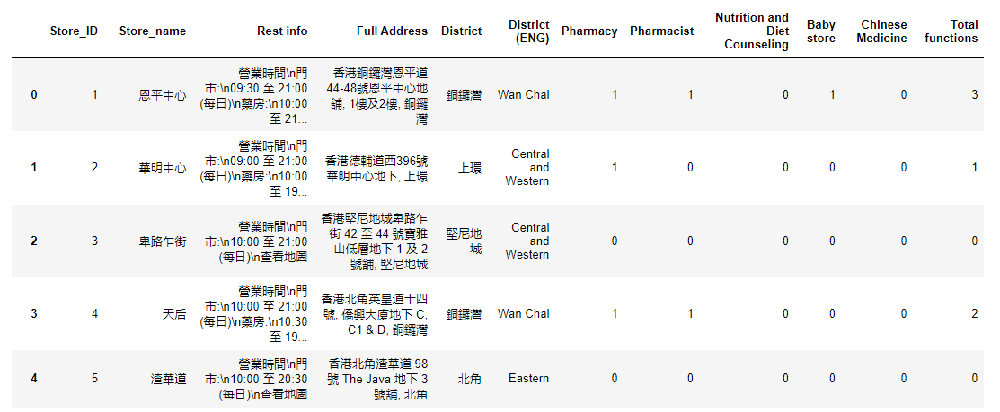 Store_ID Store_name Rest info Full Address District District (ENG) Pharmacy Pharmacist Nutrition and Diet Counseling Baby store Chinese Medicine Total functions
0 1 恩平中心 營業時間\n門市:\n09:30 至 21:00 (每日)\n藥房:\n10:00 至 21... 香港銅鑼灣恩平道 44-48號恩平中心地舖, 1樓及2樓, 銅鑼灣 銅鑼灣 Wan Chai 1 1 0 1 0 3
1 2 華明中心 營業時間\n門市:\n09:00 至 21:00 (每日)\n藥房:\n10:00 至 19... 香港德輔道西396號華明中心地下, 上環 上環 Central and Western 1 0 0 0 0 1
2 3 卑路乍街 營業時間\n門市:\n10:00 至 21:00 (每日)\n查看地圖 香港堅尼地城卑路乍街 42 至 44 號寶雅山低層地下 1 及 2 號舖, 堅尼地城 堅尼地城 Central and Western 0 0 0 0 0 0
3 4 天后 營業時間\n門市:\n10:00 至 21:00 (每日)\n藥房:\n10:30 至 19... 香港北角英皇道十四號, 僑興大廈地下 C, C1 & D, 銅鑼灣 銅鑼灣 Wan Chai 1 1 0 0 0 2
4 5 渣華道 營業時間\n門市:\n10:00 至 20:30 (每日)\n查看地圖 香港北角渣華道 98 號 The Java 地下 3 號舖, 北角 北角 Eastern 0 0 0 0 0 0